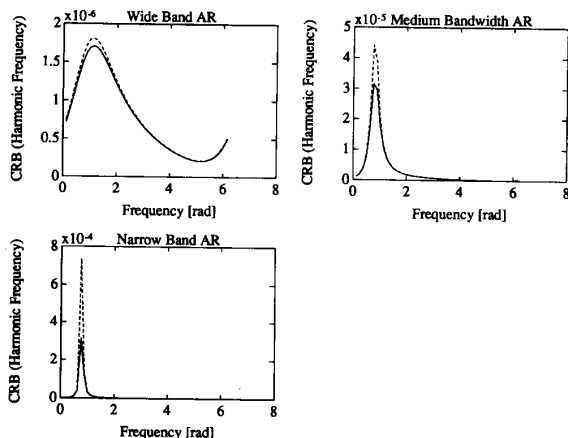 x10-6 Wide Band AR
2
1.5
1
0.5
0
0 2 4 6 8
CRB (Harmonic Frequency)
Frequency [rad]
x10-5 Medium Bandwidth AR
5
4
3
2
1
0
0 2 4 6 8
CRB (Harmonic Frequency)
Frequency [rad]
x10-4 Narrow Band AR
8
6
4
2
0
0 2 4 6 8
CRB (Harmonic Frequency)
Frequency [rad]